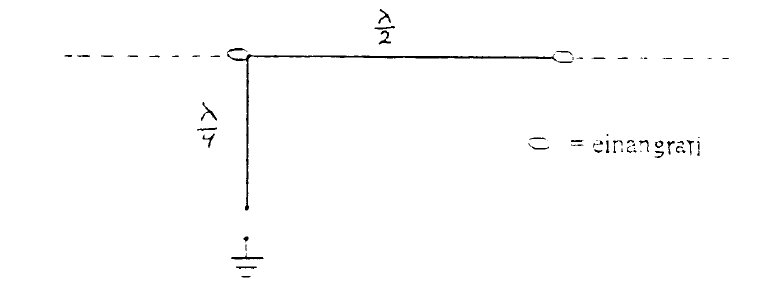 λ/2
λ/4
= einangrari